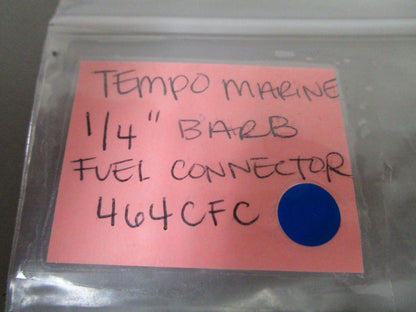 TEMPO MARINE
1/4" BARB
FUEL CONNECTOR
464CFC